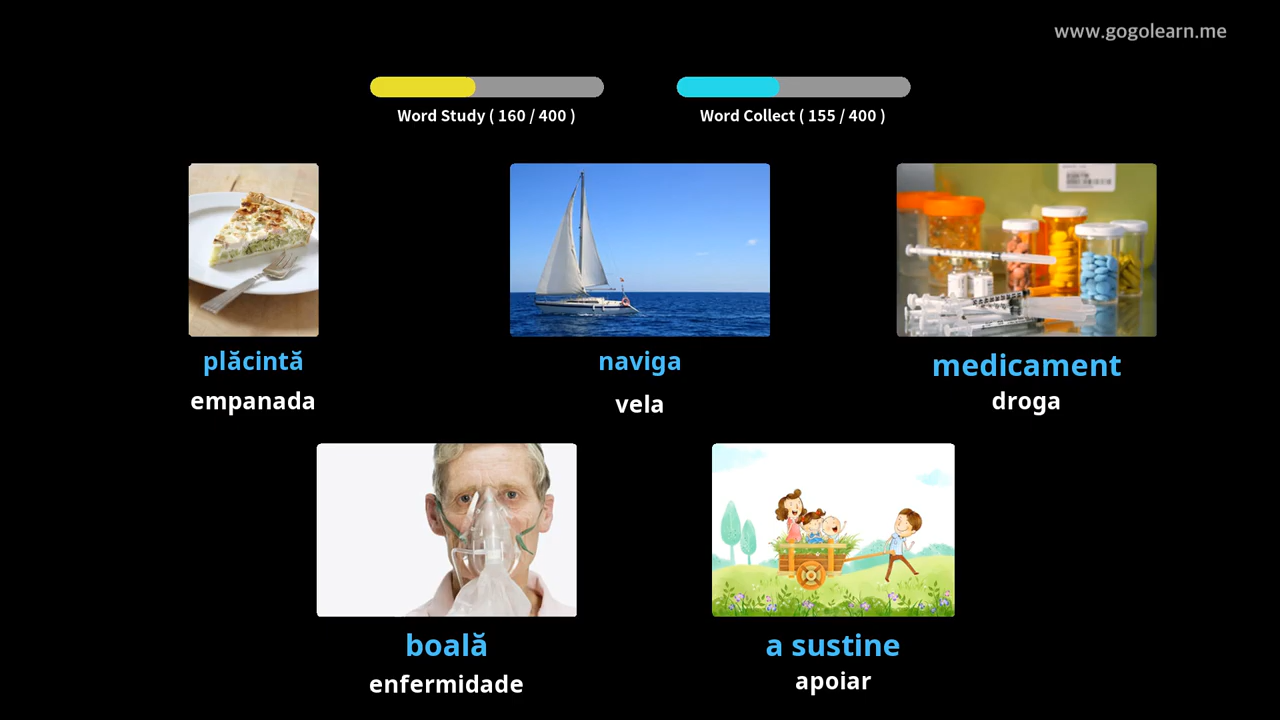 www.gogolearn.me
Word Study ( 160 / 400 )
Word Collect ( 155 / 400 )
plăcintă
empanada
naviga
vela
medicament
droga
boală
enfermidade
a sustine
apoiar